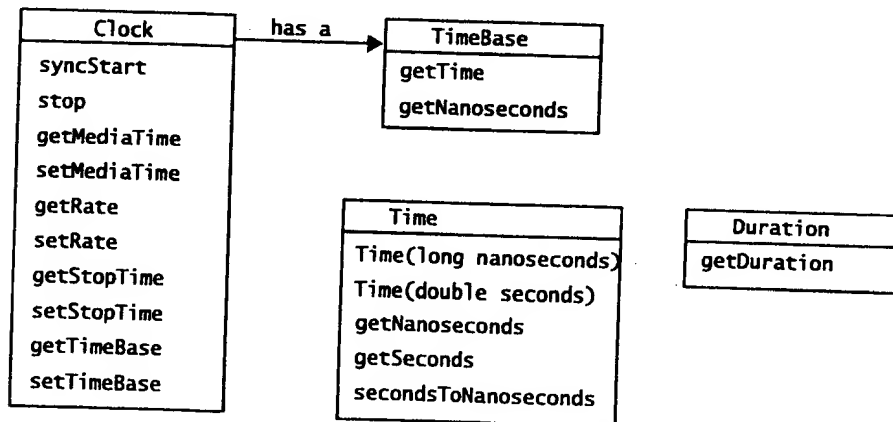 Clock
syncStart
stop
getMediaTime
setMediaTime
getRate
setRate
getStopTime
setStopTime
getTimeBase
setTimeBase
has a
TimeBase
getTime
getNanoseconds
Time
Time(long nanoseconds)
Time(double seconds)
getNanoseconds
getSeconds
secondsToNanoseconds
Duration
getDuration